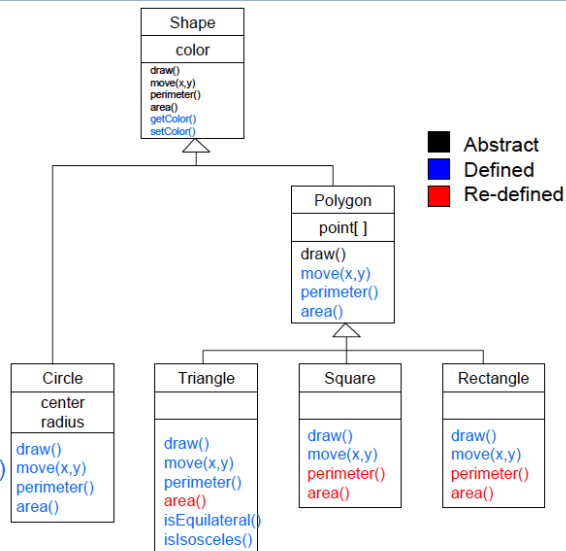 Shape
color
draw()
move(x,y)
perimeter()
area()
getColor()
setColor()
Abstract
Defined
Re-defined
Polygon
point[ ]
draw()
move(x,y)
perimeter()
area()
Circle
center
radius
draw()
move(x,y)
perimeter()
area()
)
Triangle
draw()
move(x,y)
perimeter()
area()
isEquilateral()
isIsosceles()
Square
draw()
move(x,y)
perimeter()
area()
Rectangle
draw()
move(x,y)
perimeter()
area()